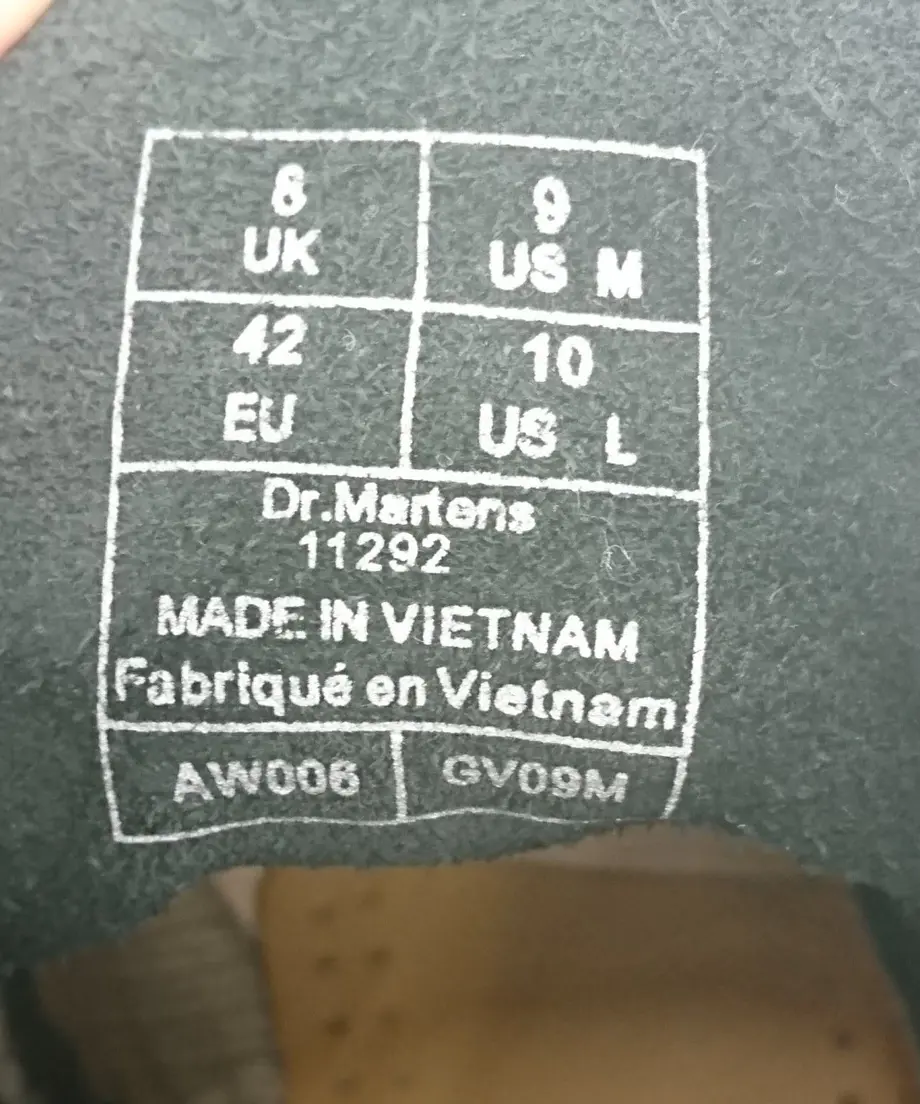 8
UK
9
US M
42
EU
10
US L
Dr.Martens
11292
MADE IN VIETNAM
Fabriqué en Vietnam
AW006
GV09M